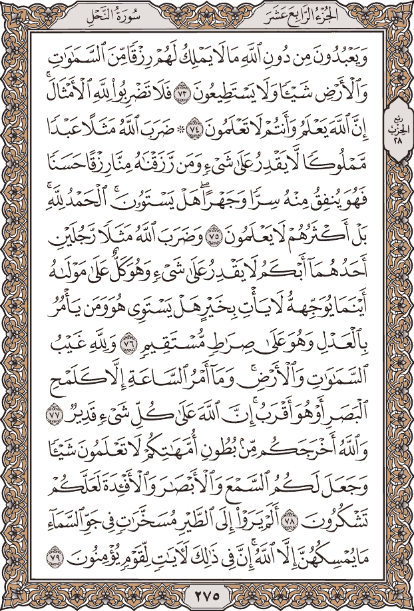 الجزء الرابع عشر
سورة النحل
وَيَعْبُدُونَ مِن دُونِ ٱللَّهِ مَا لَا يَمْلِكُ لَهُمْ رِزْقًا مِّنَ ٱلسَّمَٰوَٰتِ
وَٱلْأَرْضِ شَيْـًٔا وَلَا يَسْتَطِيعُونَ ٧٣ فَلَا تَضْرِبُوا۟ لِلَّهِ ٱلْأَمْثَالَ ۚ
إِنَّ ٱللَّهَ يَعْلَمُ وَأَنتُمْ لَا تَعْلَمُونَ ٧٤ ۞ ضَرَبَ ٱللَّهُ مَثَلًا عَبْدًا
مَّمْلُوكًا لَّا يَقْدِرُ عَلَىٰ شَىْءٍ وَمَن رَّزَقْنَٰهُ مِنَّا رِزْقًا حَسَنًا
فَهُوَ يُنفِقُ مِنْهُ سِرًّا وَجَهْرًا ۖ هَلْ يَسْتَوُۥنَ ۚ ٱلْحَمْدُ لِلَّهِ ۚ
بَلْ أَكْثَرُهُمْ لَا يَعْلَمُونَ ٧٥ وَضَرَبَ ٱللَّهُ مَثَلًا رَّجُلَيْنِ
أَحَدُهُمَآ أَبْكَمُ لَا يَقْدِرُ عَلَىٰ شَىْءٍ وَهُوَ كَلٌّ عَلَىٰ مَوْلَىٰهُ
أَيْنَمَا يُوَجِّههُّ لَا يَأْتِ بِخَيْرٍ ۖ هَلْ يَسْتَوِى هُوَ وَمَن يَأْمُرُ
بِٱلْعَدْلِ ۙ وَهُوَ عَلَىٰ صِرَٰطٍ مُّسْتَقِيمٍ ٧٦ وَلِلَّهِ غَيْبُ
ٱلسَّمَٰوَٰتِ وَٱلْأَرْضِ ۚ وَمَآ أَمْرُ ٱلسَّاعَةِ إِلَّا كَلَمْحِ
ٱلْبَصَرِ أَوْ هُوَ أَقْرَبُ ۚ إِنَّ ٱللَّهَ عَلَىٰ كُلِّ شَىْءٍ قَدِيرٌ ٧٧
وَٱللَّهُ أَخْرَجَكُم مِّنۢ بُطُونِ أُمَّهَٰتِكُمْ لَا تَعْلَمُونَ شَيْـًٔا
وَجَعَلَ لَكُمُ ٱلسَّمْعَ وَٱلْأَبْصَٰرَ وَٱلْأَفْـِٔدَةَ ۙ لَعَلَّكُمْ
تَشْكُرُونَ ٧٨ أَلَمْ يَرَوْا۟ إِلَى ٱلطَّيْرِ مُسَخَّرَٰتٍ فِى جَوِّ ٱلسَّمَآءِ
مَا يُمْسِكُهُنَّ إِلَّا ٱللَّهُ ۗ إِنَّ فِى ذَٰلِكَ لَءَايَٰتٍ لِّقَوْمٍ يُؤْمِنُونَ ٧٩
ربع
الحزب
٢٨
٢٧٥